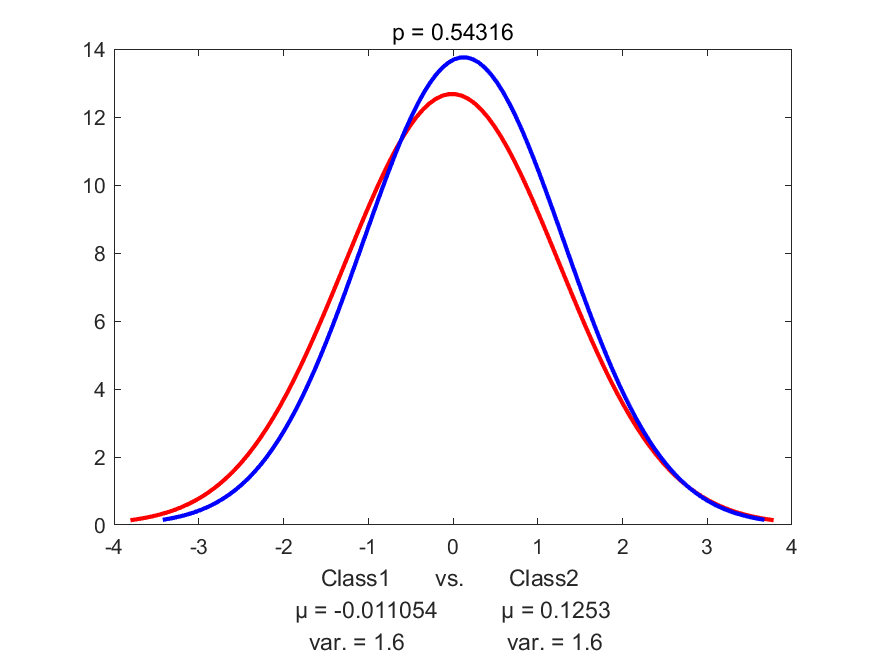 p = 0.54316
14
12
10
8
6
4
2
0
-4 -3 -2 -1 0 1 2 3 4
Class1 vs. Class2
μ = -0.011054 μ = 0.1253
var. = 1.6 var. = 1.6